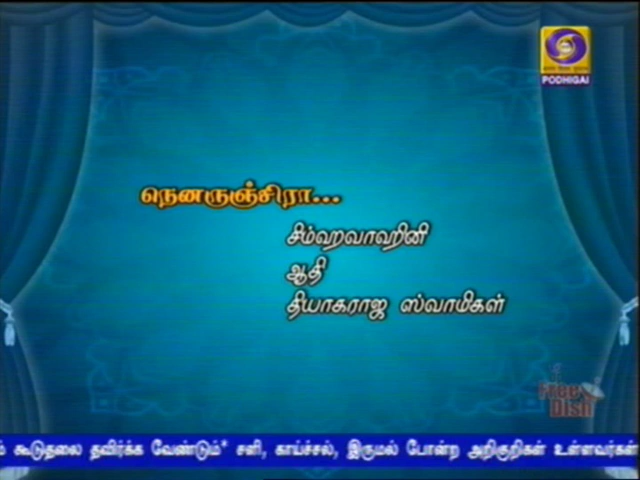 PODHIGAI
நெனருஞ்சிரா...
சிம்ஹவாஹினி
ஆதி
தியாகராஜ ஸ்வாமிகள்
Free
Dish
கூடுதலை தவிர்க்க வேண்டும்* சளி, காய்ச்சல், இருமல் போன்ற அறிகுறிகள் உள்ளவர்கள்